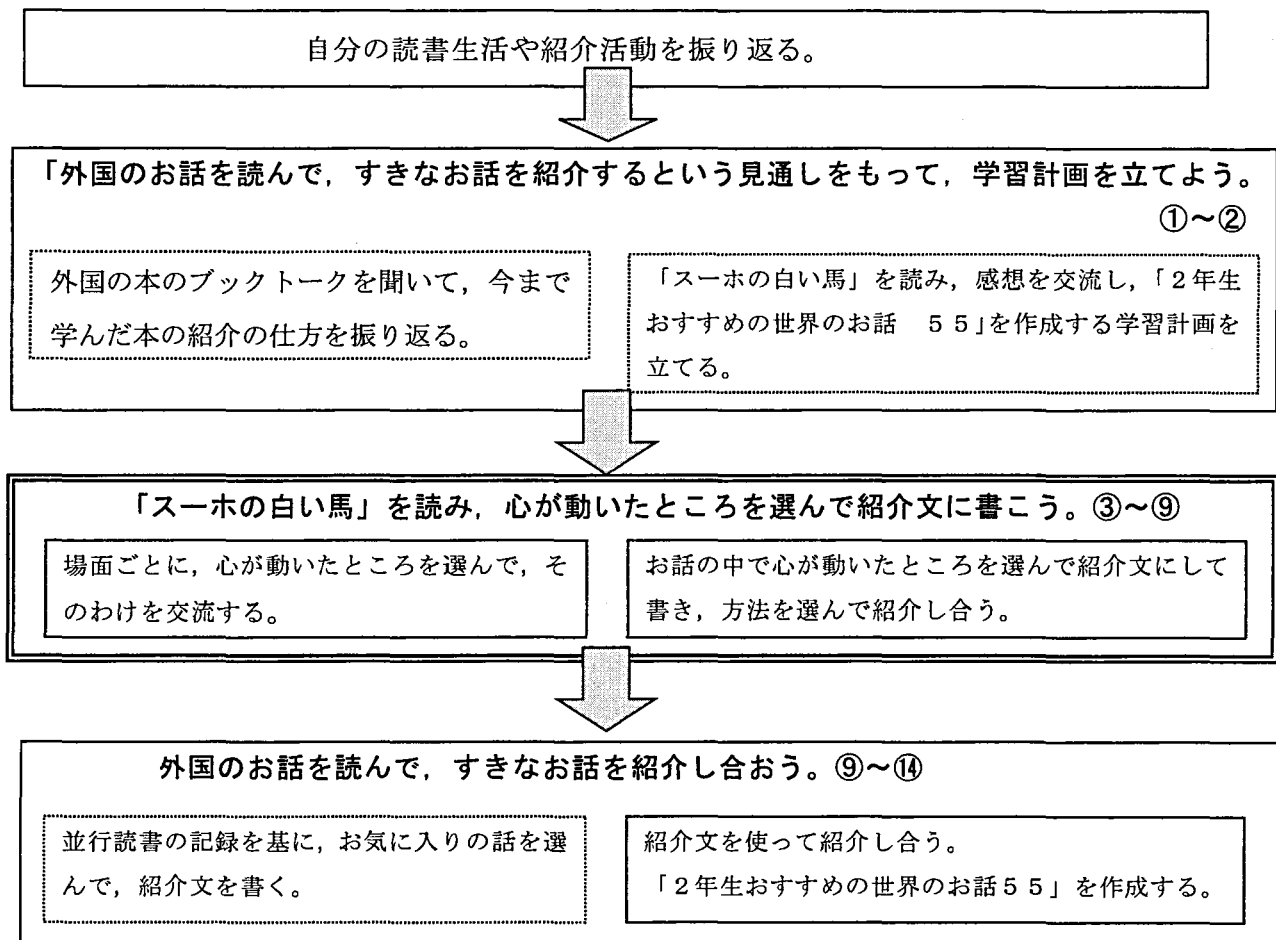 自分の読書生活や紹介活動を振り返る。
「外国のお話を読んで，すきなお話を紹介するという見通しをもって，学習計画を立てよう。
①～②
外国の本のブックトークを聞いて，今まで
学んだ本の紹介の仕方を振り返る。
「スーホの白い馬」を読み，感想を交流し，「２年生
おすすめの世界のお話　５５」を作成する学習計画を
立てる。
「スーホの白い馬」を読み，心が動いたところを選んで紹介文に書こう。③～⑨
場面ごとに，心が動いたところを選んで，そ
のわけを交流する。
お話の中で心が動いたところを選んで紹介文にして
書き，方法を選んで紹介し合う。
外国のお話を読んで，すきなお話を紹介し合おう。⑨～⑭
並行読書の記録を基に，お気に入りの話を選
んで，紹介文を書く。
紹介文を使って紹介し合う。
「２年生おすすめの世界のお話５５」を作成する。